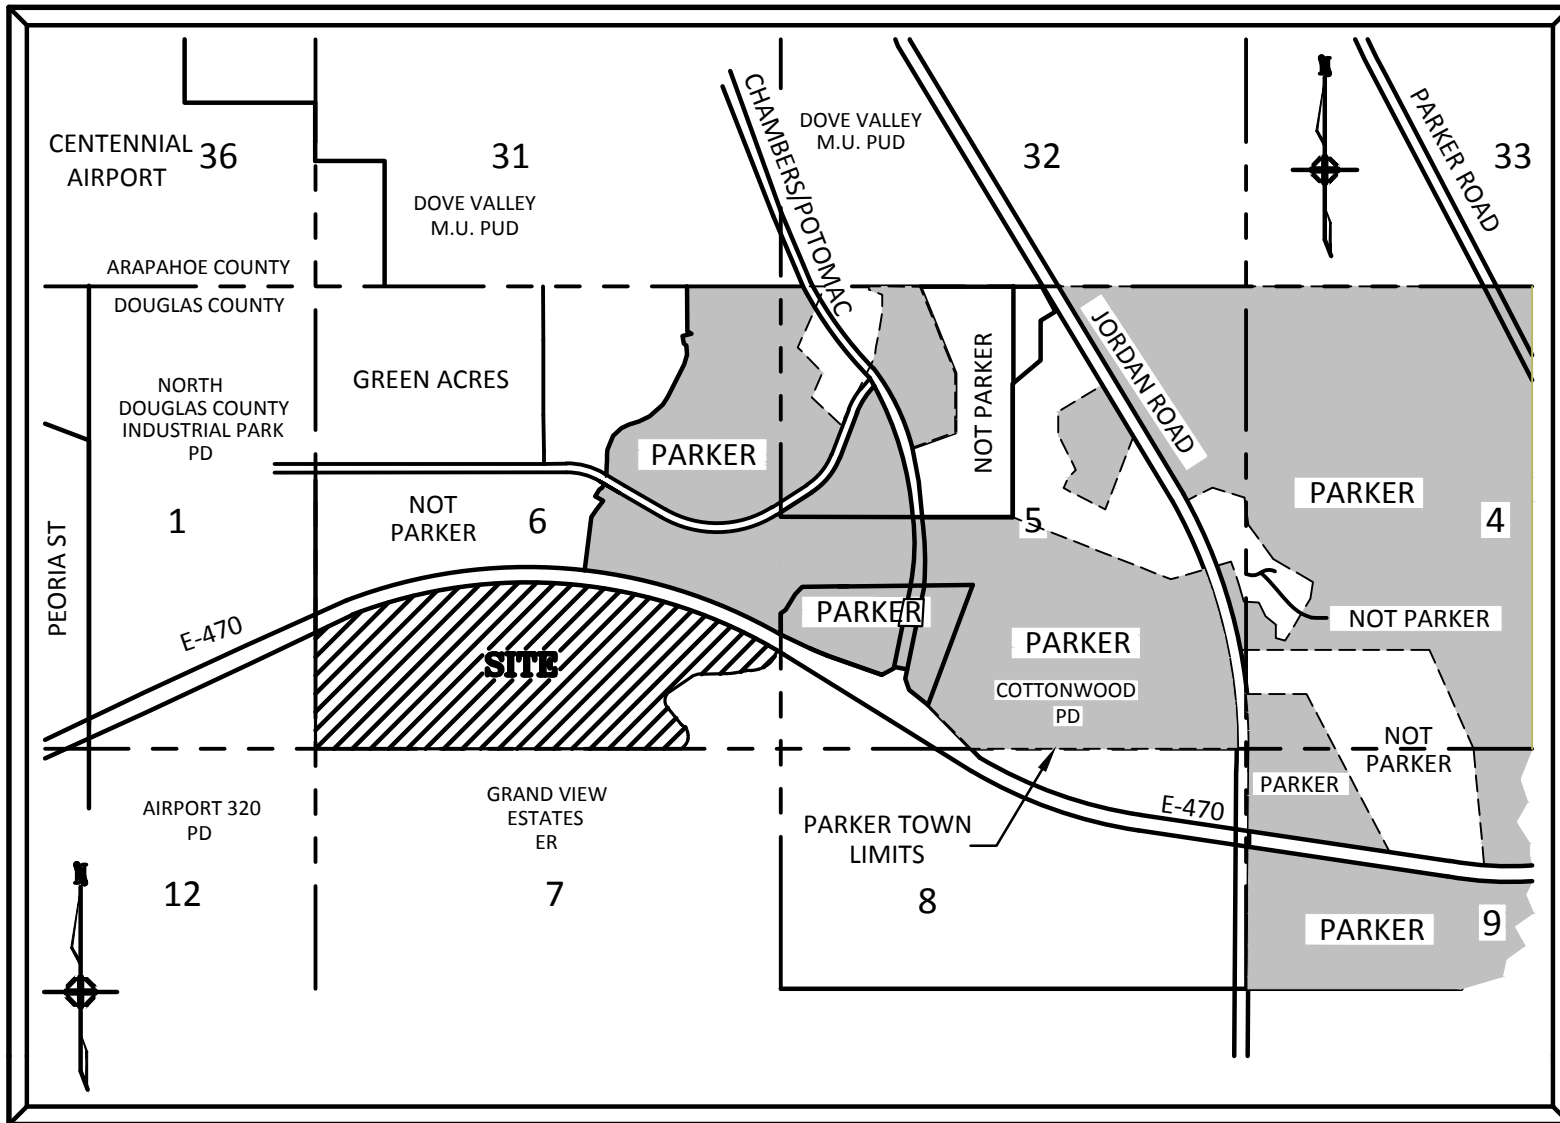 CENTENNIAL
AIRPORT
36
31
DOVE VALLEY
M.U. PUD
CHAMBERS/POTOMAC
DOVE VALLEY
M.U. PUD
32
N
PARKER ROAD
33
ARAPAHOE COUNTY
DOUGLAS COUNTY
NORTH
DOUGLAS COUNTY
INDUSTRIAL PARK
PD
GREEN ACRES
PARKER
NOT PARKER
JORDAN ROAD
PARKER
PEORIA ST
1
NOT
PARKER
6
5
4
E-470
SITE
PARKER
PARKER
COTTONWOOD
PD
NOT PARKER
NOT
PARKER
PARKER
AIRPORT 320
PD
GRAND VIEW
ESTATES
ER
PARKER TOWN
LIMITS
E-470
N
12
7
8
PARKER
9